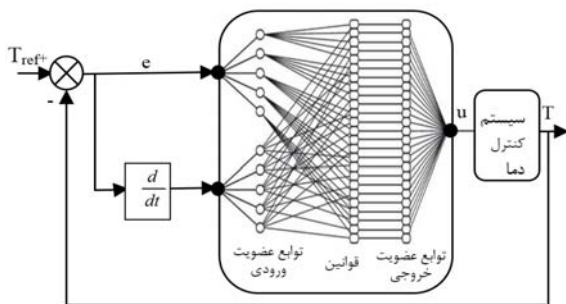 Tref+
-
e
d
dt
توابع عضویت
ورودی
قوانین
توابع عضویت
خروجی
u
سیستم
کنترل
دما
T